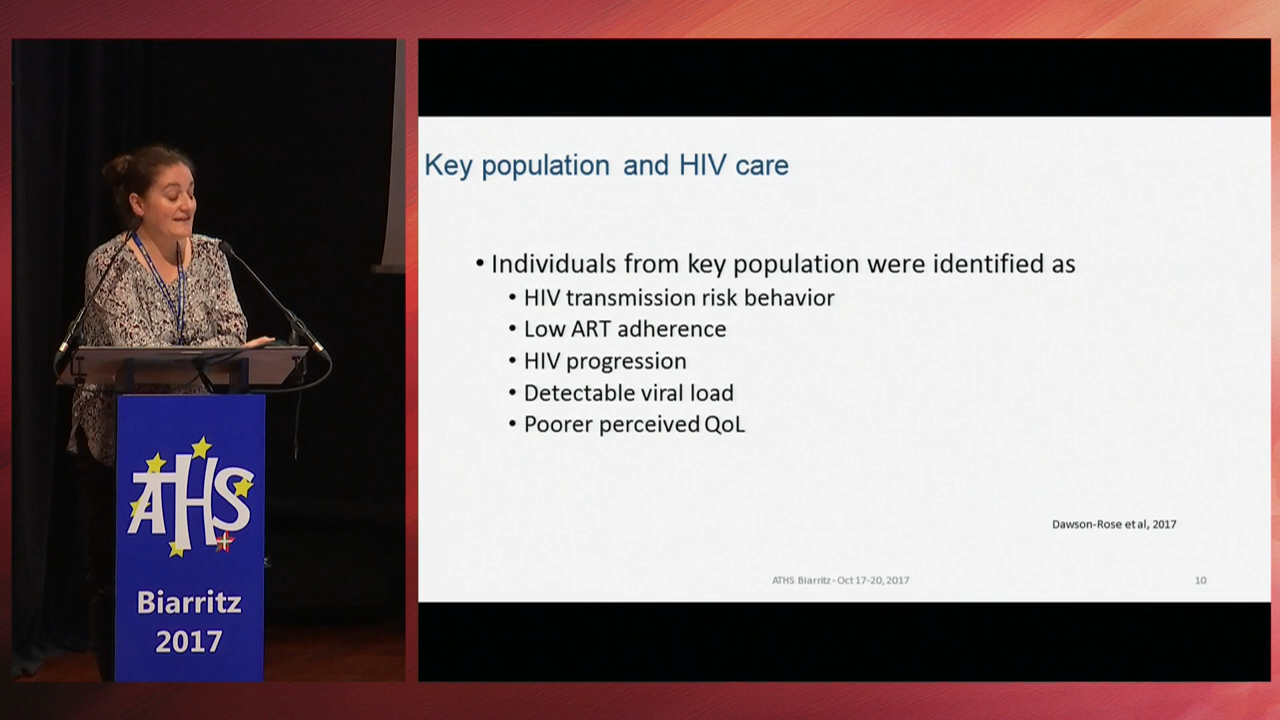 ATHS
Biarritz
2017
Key population and HIV care
• Individuals from key population were identified as
• HIV transmission risk behavior
• Low ART adherence
• HIV progression
• Detectable viral load
• Poorer perceived QoL
Dawson-Rose et al, 2017
ATHS Biarritz - Oct 17-20, 2017
10